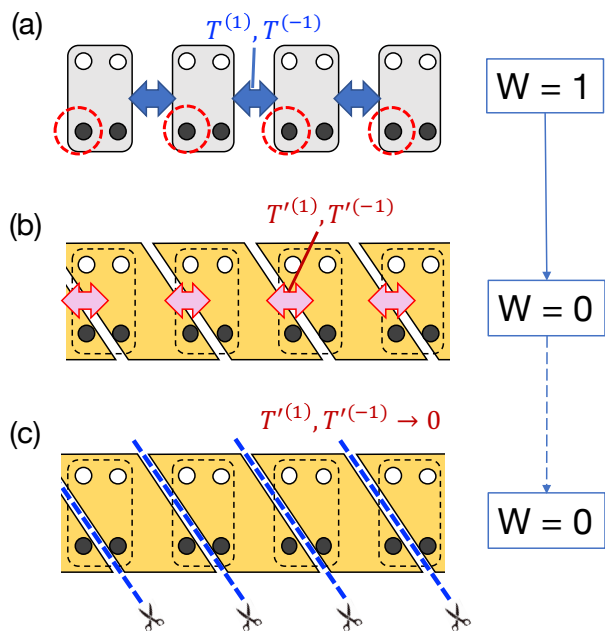 (a)
T⁽¹⁾, T⁽⁻¹⁾
W = 1
(b)
T′⁽¹⁾, T′⁽⁻¹⁾
W = 0
(c)
T′⁽¹⁾, T′⁽⁻¹⁾ → 0
W = 0